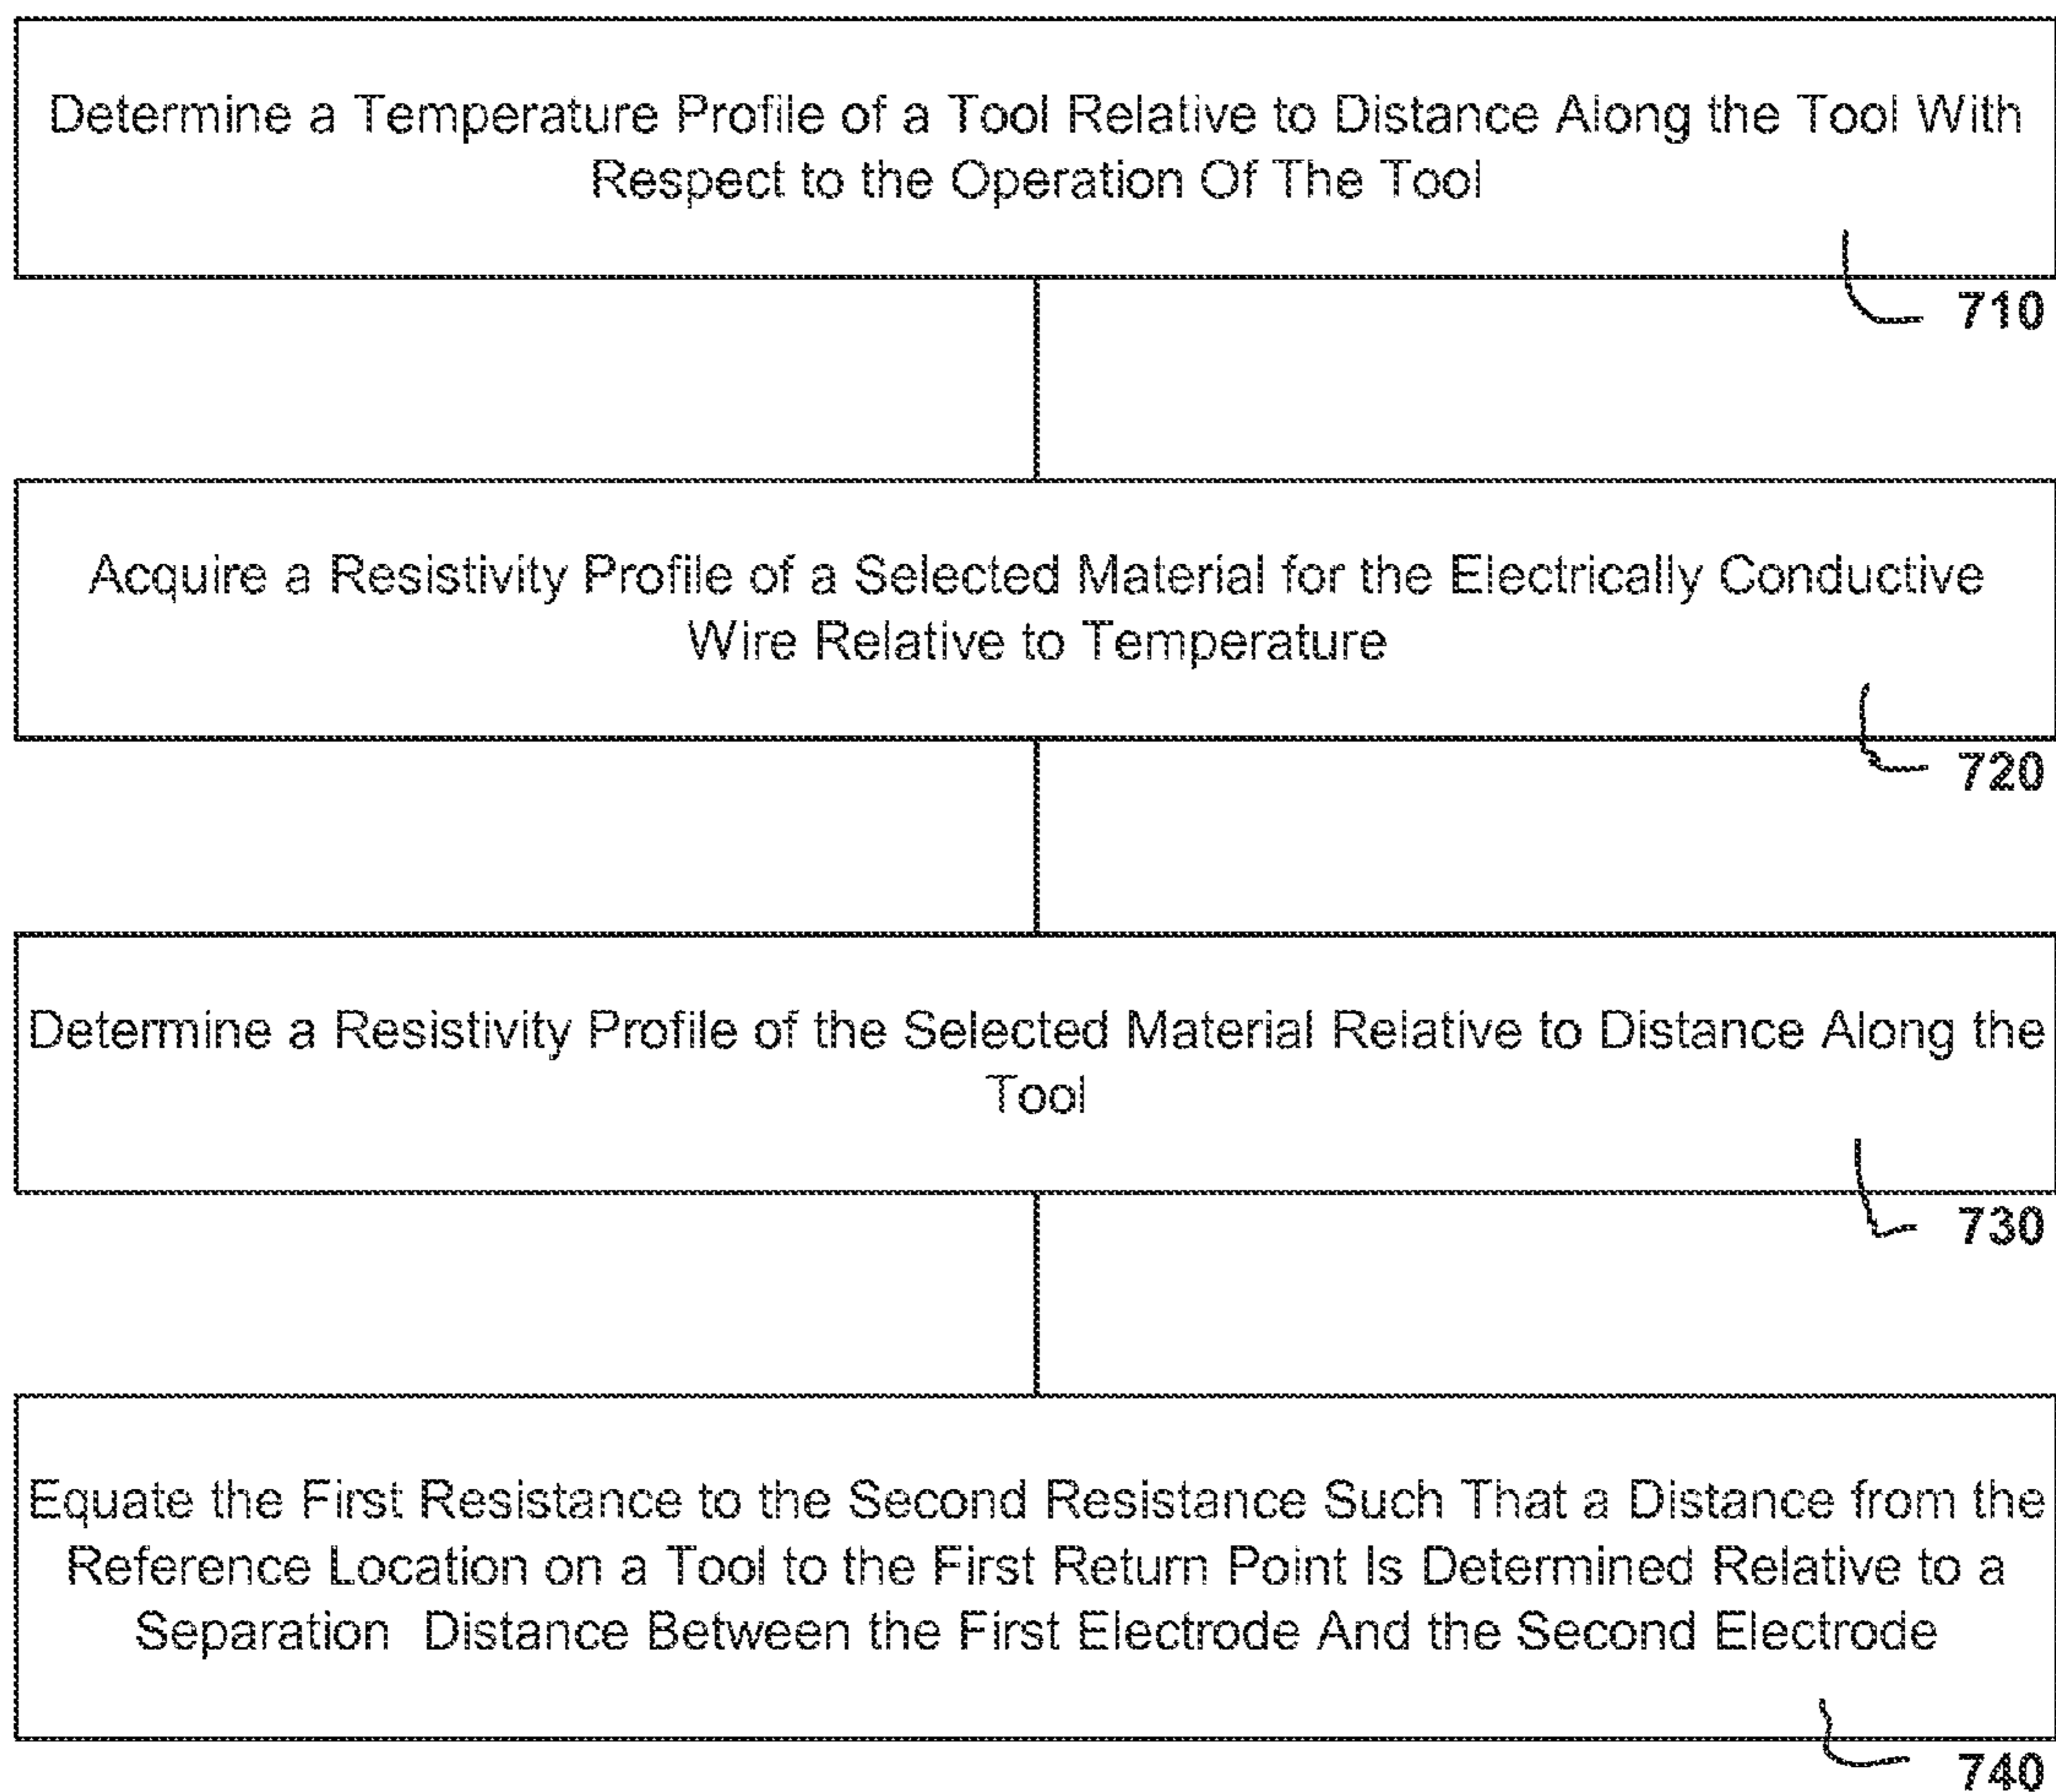 Determine a Temperature Profile of a Tool Relative to Distance Along the Tool With
Respect to the Operation Of The Tool
710
Acquire a Resistivity Profile of a Selected Material for the Electrically Conductive
Wire Relative to Temperature
720
Determine a Resistivity Profile of the Selected Material Relative to Distance Along the
Tool
730
Equate the First Resistance to the Second Resistance Such That a Distance from the
Reference Location on a Tool to the First Return Point Is Determined Relative to a
Separation  Distance Between the First Electrode And the Second Electrode
740